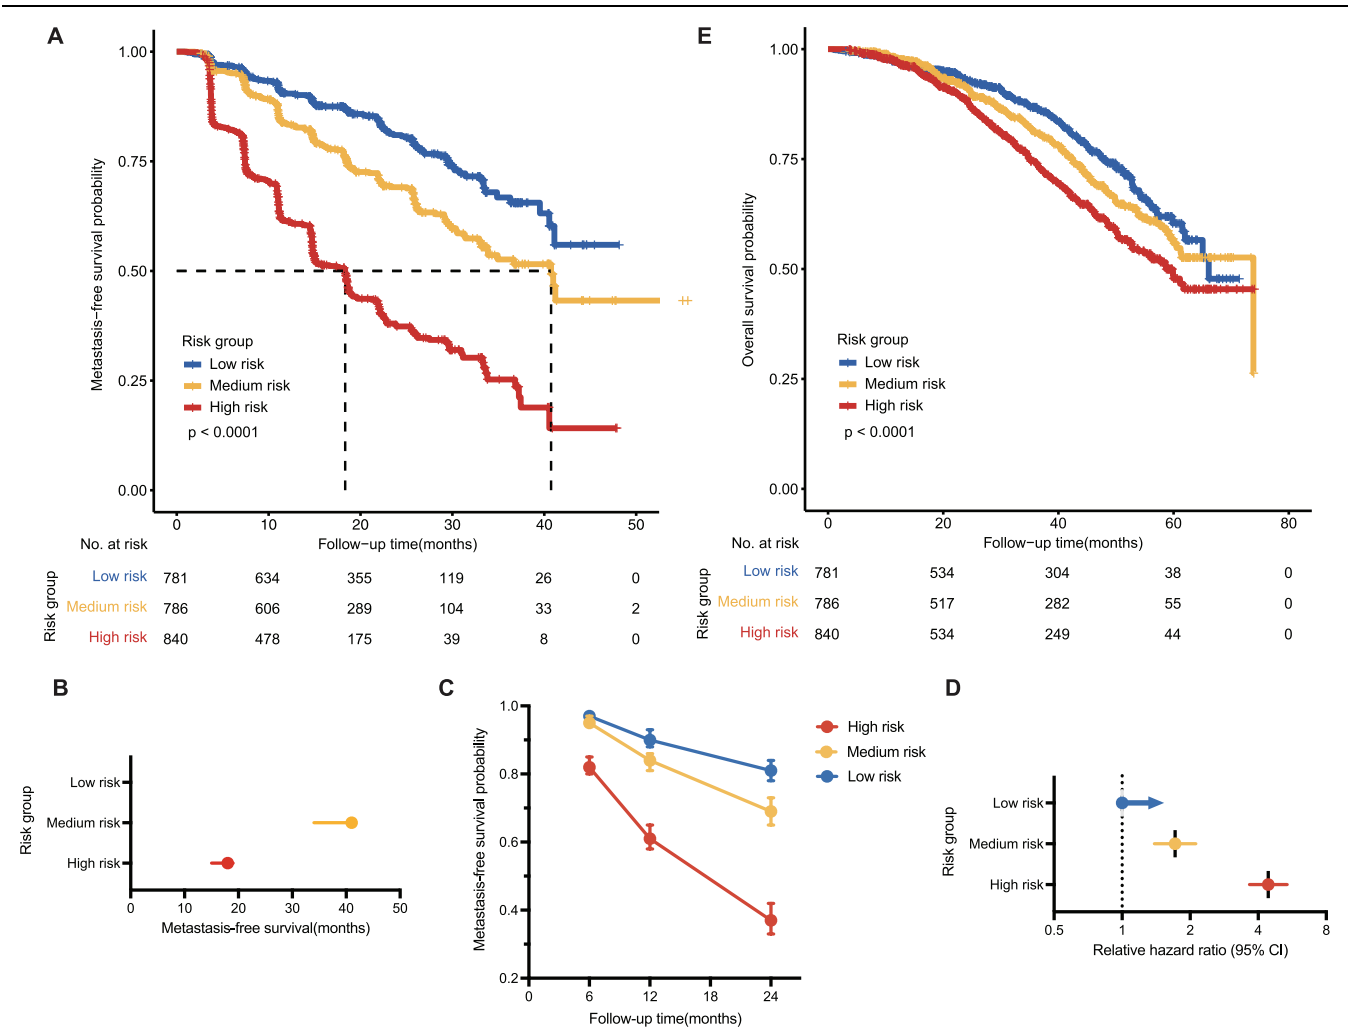 A
1.00
0.75
0.50
0.25
0.00
Metastasis-free survival probability
Risk group
Low risk
Medium risk
High risk
p < 0.0001
0 10 20 30 40 50
No. at risk
Follow-up time(months)
Risk group
Low risk 781 634 355 119 26 0
Medium risk 786 606 289 104 33 2
High risk 840 478 175 39 8 0
E
1.00
0.75
0.50
0.25
0.00
Overall survival probability
Risk group
Low risk
Medium risk
High risk
p < 0.0001
0 20 40 60 80
No. at risk
Follow-up time(months)
Risk group
Low risk 781 534 304 38 0
Medium risk 786 517 282 55 0
High risk 840 534 249 44 0
B
Risk group
Low risk
Medium risk
High risk
0 10 20 30 40 50
Metastasis-free survival(months)
C
Metastasis-free survival probability
1.0
0.8
0.6
0.4
0.2
0 6 12 18 24
Follow-up time(months)
High risk
Medium risk
Low risk
D
Risk group
Low risk
Medium risk
High risk
0.5 1 2 4 8
Relative hazard ratio (95% CI)